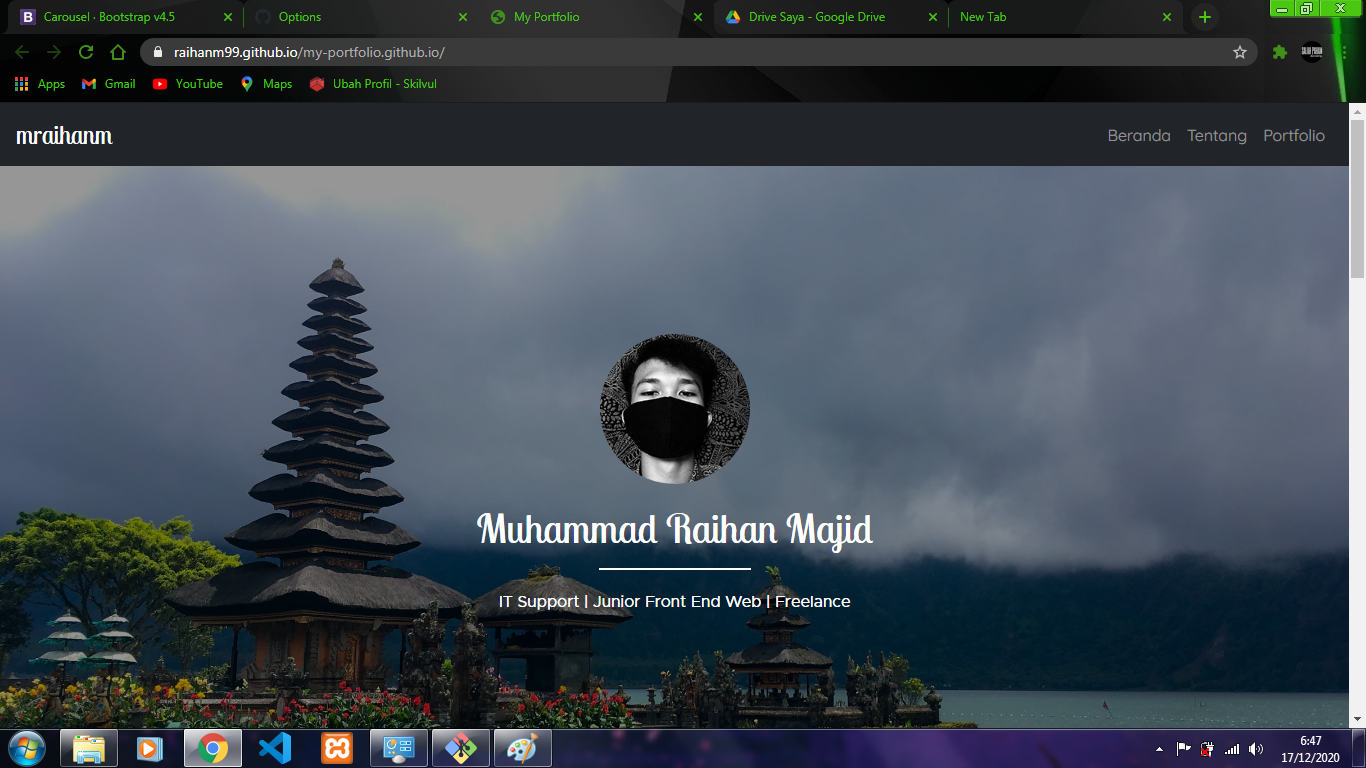 Carousel · Bootstrap v4.5
Options
My Portfolio
Drive Saya - Google Drive
New Tab
raihanm99.github.io/my-portfolio.github.io/
Apps
Gmail
YouTube
Maps
Ubah Profil - Skilvul
mraihanm
Beranda
Tentang
Portfolio
Muhammad Raihan Majid
IT Support | Junior Front End Web | Freelance
6:47
17/12/2020